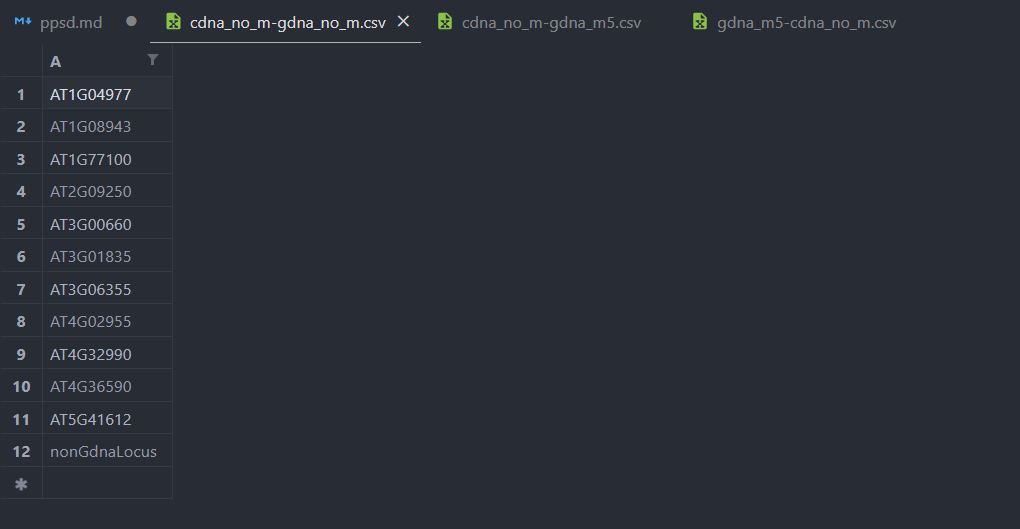 ppsd.md cdna_no_m-gdna_no_m.csv cdna_no_m-gdna_m5.csv gdna_m5-cdna_no_m.csv
A
1 AT1G04977
2 AT1G08943
3 AT1G77100
4 AT2G09250
5 AT3G00660
6 AT3G01835
7 AT3G06355
8 AT4G02955
9 AT4G32990
10 AT4G36590
11 AT5G41612
12 nonGdnaLocus
✱